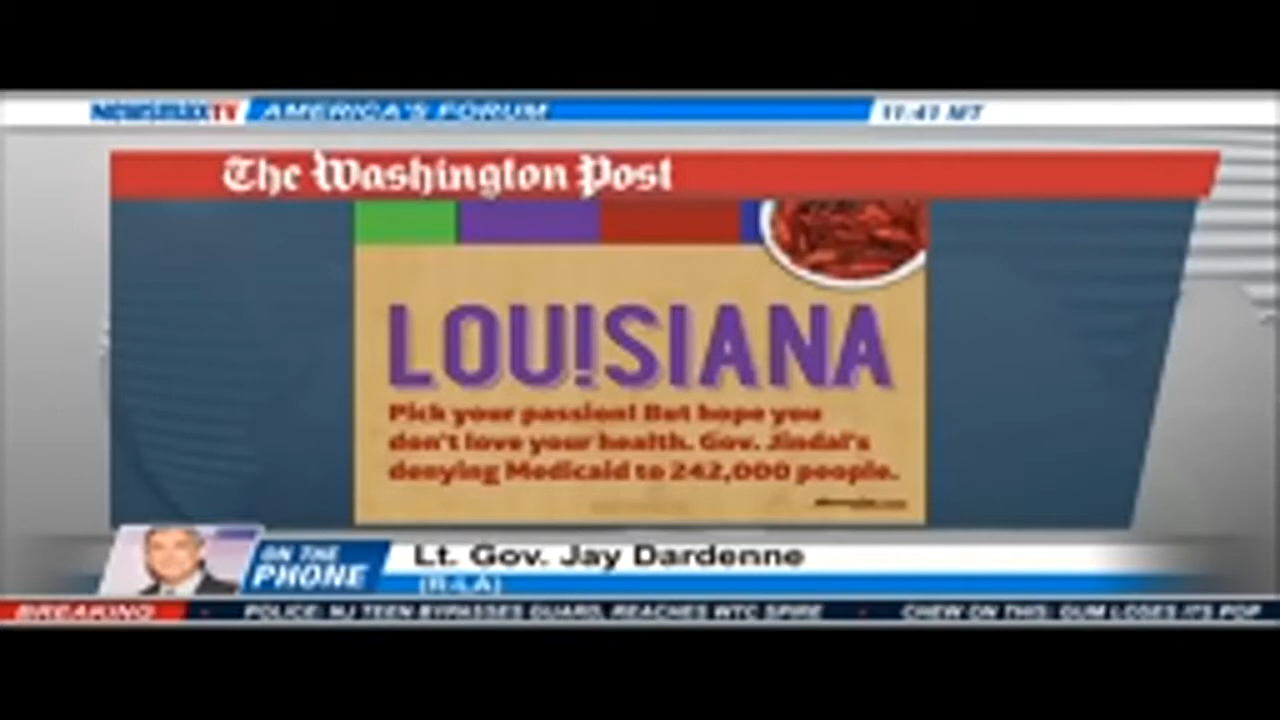 NEWSMAXTV AMERICA'S FORUM 11:41 MT
The Washington Post
LOU!SIANA
Pick your passion! But hope you
don't love your health. Gov. Jindal's
denying Medicaid to 242,000 people.
ON THE
PHONE
Lt. Gov. Jay Dardenne
(R-LA)
BREAKING POLICE: NJ TEEN BYPASSES GUARD, REACHES WTC SPIRE CHEW ON THIS: GUM LOSES ITS POP